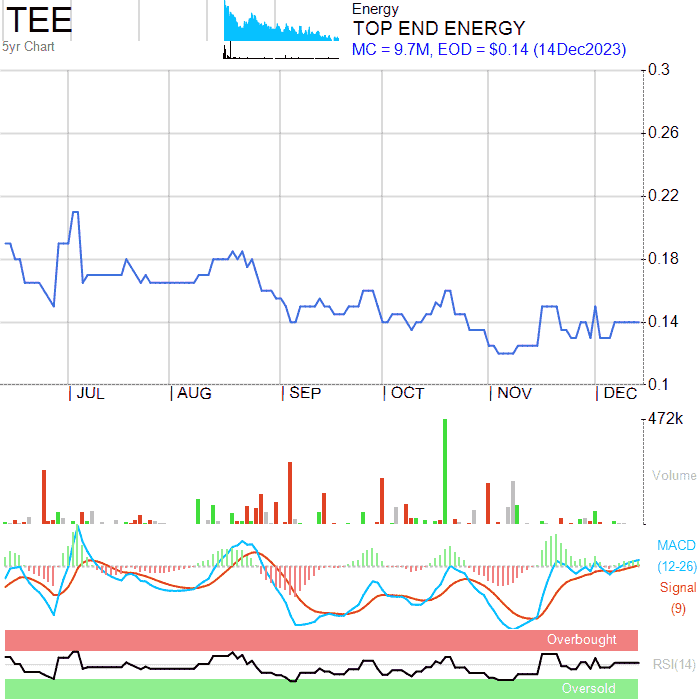 TEE
5yr Chart
Energy
TOP END ENERGY
MC = 9.7M, EOD = $0.14 (14Dec2023)
0.3
0.26
0.22
0.18
0.14
0.1
JUL AUG SEP OCT NOV DEC
472k
Volume
MACD
(12-26)
Signal
(9)
Overbought
RSI(14)
Oversold